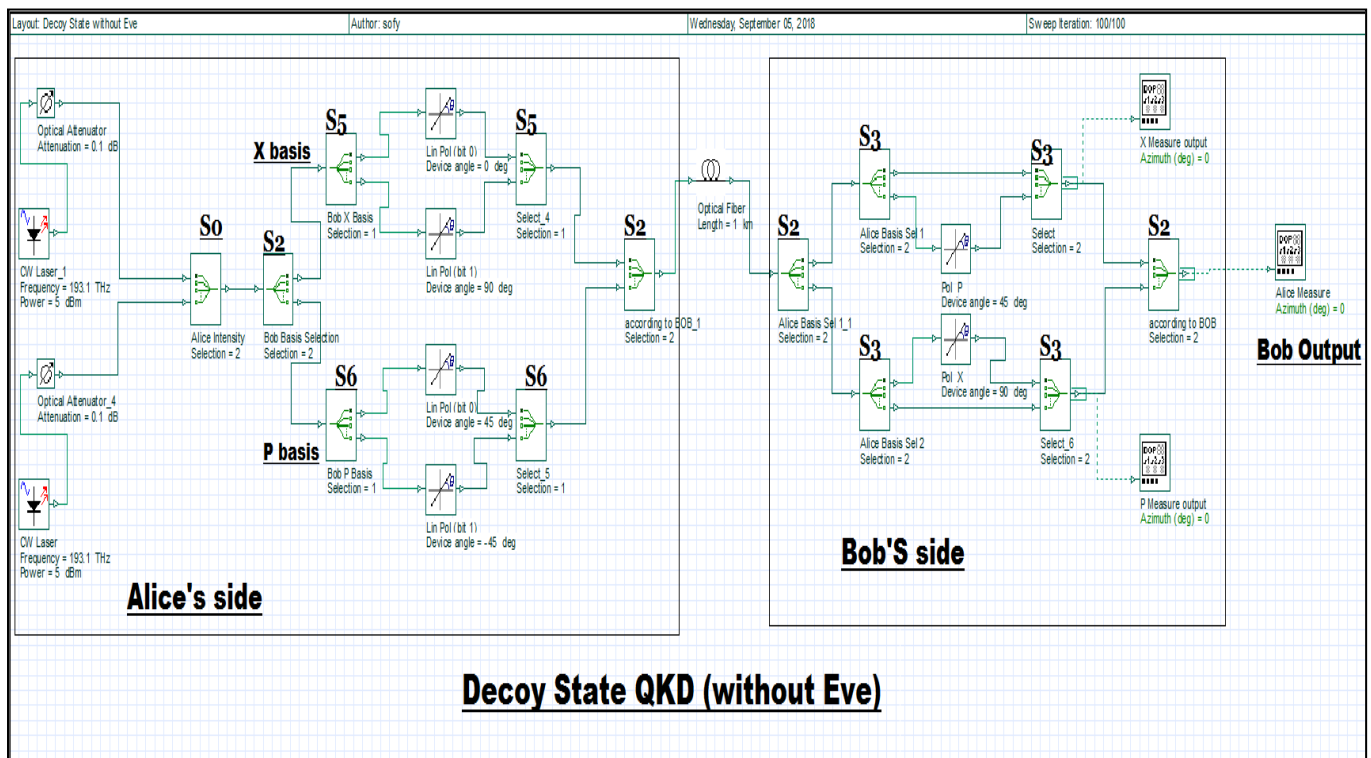 Layout: Decoy State without Eve
Author: sofy
Wednesday, September 05, 2018
Sweep Iteration: 100/100
Optical Attenuator
Attenuation = 0.1 dB
CW Laser_1
Frequency = 193.1 THz
Power = 5 dBm
Optical Attenuator_4
Attenuation = 0.1 dB
CW Laser
Frequency = 193.1 THz
Power = 5 dBm
S0
Alice Intensity
Selection = 2
S2
Bob Basis Selection
Selection = 2
X basis
S5
Bob X Basis
Selection = 1
P basis
S6
Bob P Basis
Selection = 1
Lin Pol (bit 0)
Device angle = 0 deg
Lin Pol (bit 1)
Device angle = 90 deg
Lin Pol (bit 0)
Device angle = 45 deg
Lin Pol (bit 1)
Device angle = -45 deg
S5
Select_4
Selection = 1
S6
Select_5
Selection = 1
S2
according to BOB_1
Selection = 2
Alice's side
Optical Fiber
Length = 1 km
S2
Alice Basis Sel 1_1
Selection = 2
S3
Alice Basis Sel 1
Selection = 2
Pol P
Device angle = 45 deg
S3
Select
Selection = 2
S3
Alice Basis Sel 2
Selection = 2
Pol X
Device angle = 90 deg
S3
Select_6
Selection = 2
DOP
X Measure output
Azimuth (deg) = 0
S2
according to BOB
Selection = 2
DOP
P Measure output
Azimuth (deg) = 0
DOP
Alice Measure
Azimuth (deg) = 0
Bob Output
Bob'S side
Decoy State QKD (without Eve)